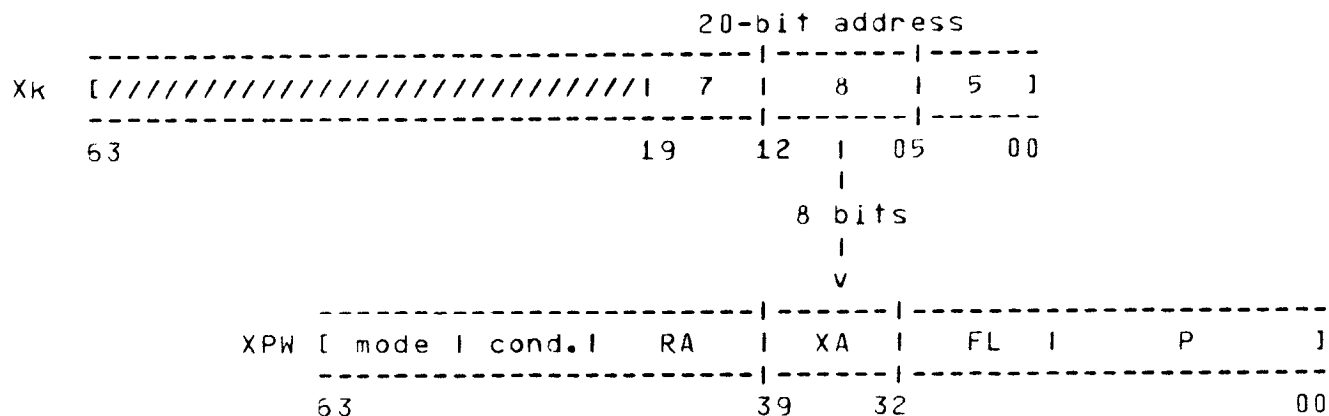 20-bit address
-----------------------------------------|---------|-------
Xk [/////////////////////////////| 7 | 8 | 5 ]
-----------------------------------------|---------|-------
63 19 12 | 05 00
|
8 bits
|
v
---------------------------|-------|--------------------------
XPW [ mode | cond.| RA | XA | FL | P ]
---------------------------|-------|--------------------------
63 39 32 00